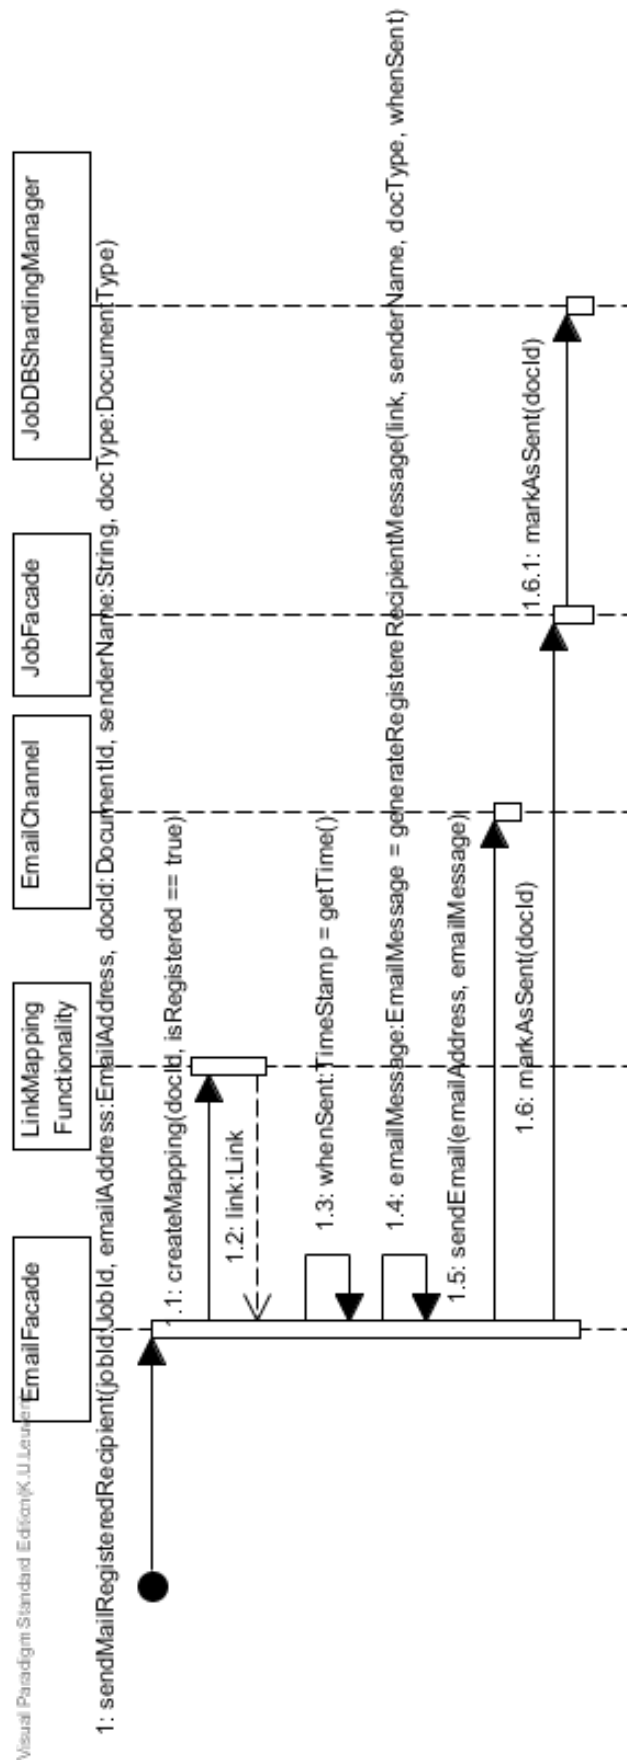 Visual Paradigm Standard Edition(K.U.Leuven)
EmailFacade
LinkMapping
Functionality
EmailChannel
JobFacade
JobDBShardingManager
1: sendMailRegisteredRecipient(jobId:JobId, emailAddress:EmailAddress, docId:DocumentId, senderName:String, docType:DocumentType)
1.1: createMapping(docId, isRegistered == true)
1.2: link:Link
1.3: whenSent:TimeStamp = getTime()
1.4: emailMessage:EmailMessage = generateRegistereRecipientMessage(link, senderName, docType, whenSent)
1.5: sendEmail(emailAddress, emailMessage)
1.6: markAsSent(docId)
1.6.1: markAsSent(docId)